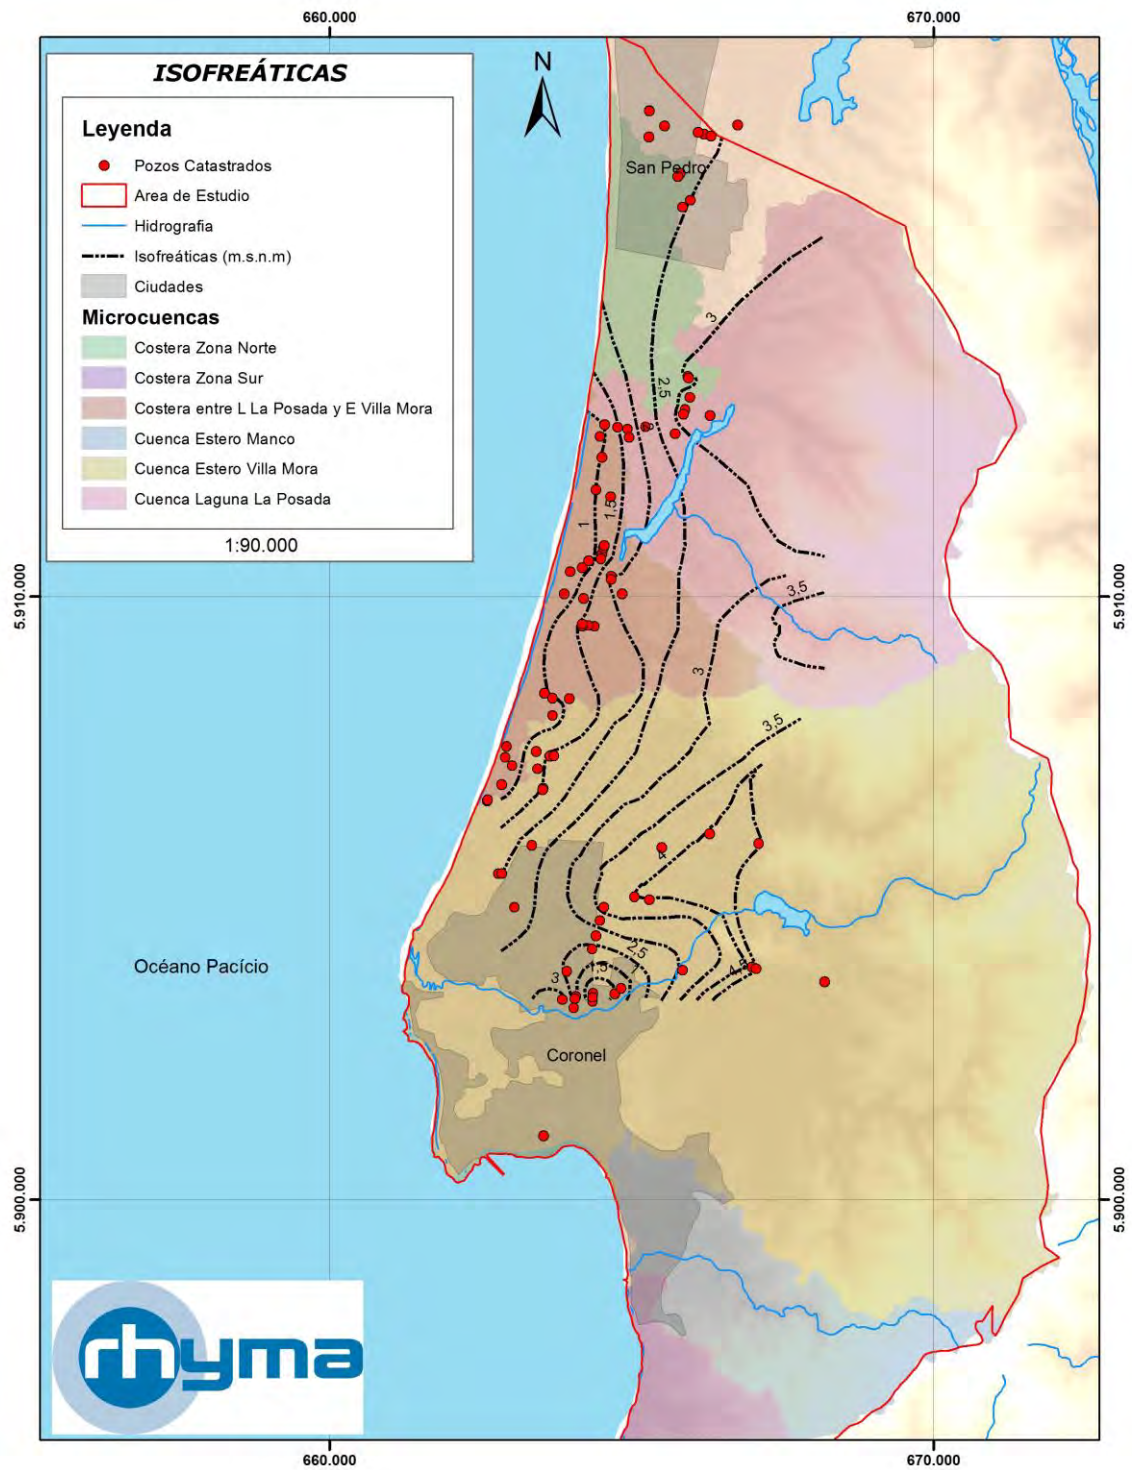 660.000
670.000
ISOFREÁTICAS
Leyenda
Pozos Catastrados
Area de Estudio
Hidrografia
Isofreáticas (m.s.n.m)
Ciudades
Microcuencas
Costera Zona Norte
Costera Zona Sur
Costera entre L La Posada y E Villa Mora
Cuenca Estero Manco
Cuenca Estero Villa Mora
Cuenca Laguna La Posada
1:90.000
N
San Pedro
3
2,5
1,5
1
5.910.000
5.910.000
3,5
3
3,5
4
2,5
Océano Pacício
3
1,5
4,5
Coronel
5.900.000
5.900.000
rhyma
660.000
670.000